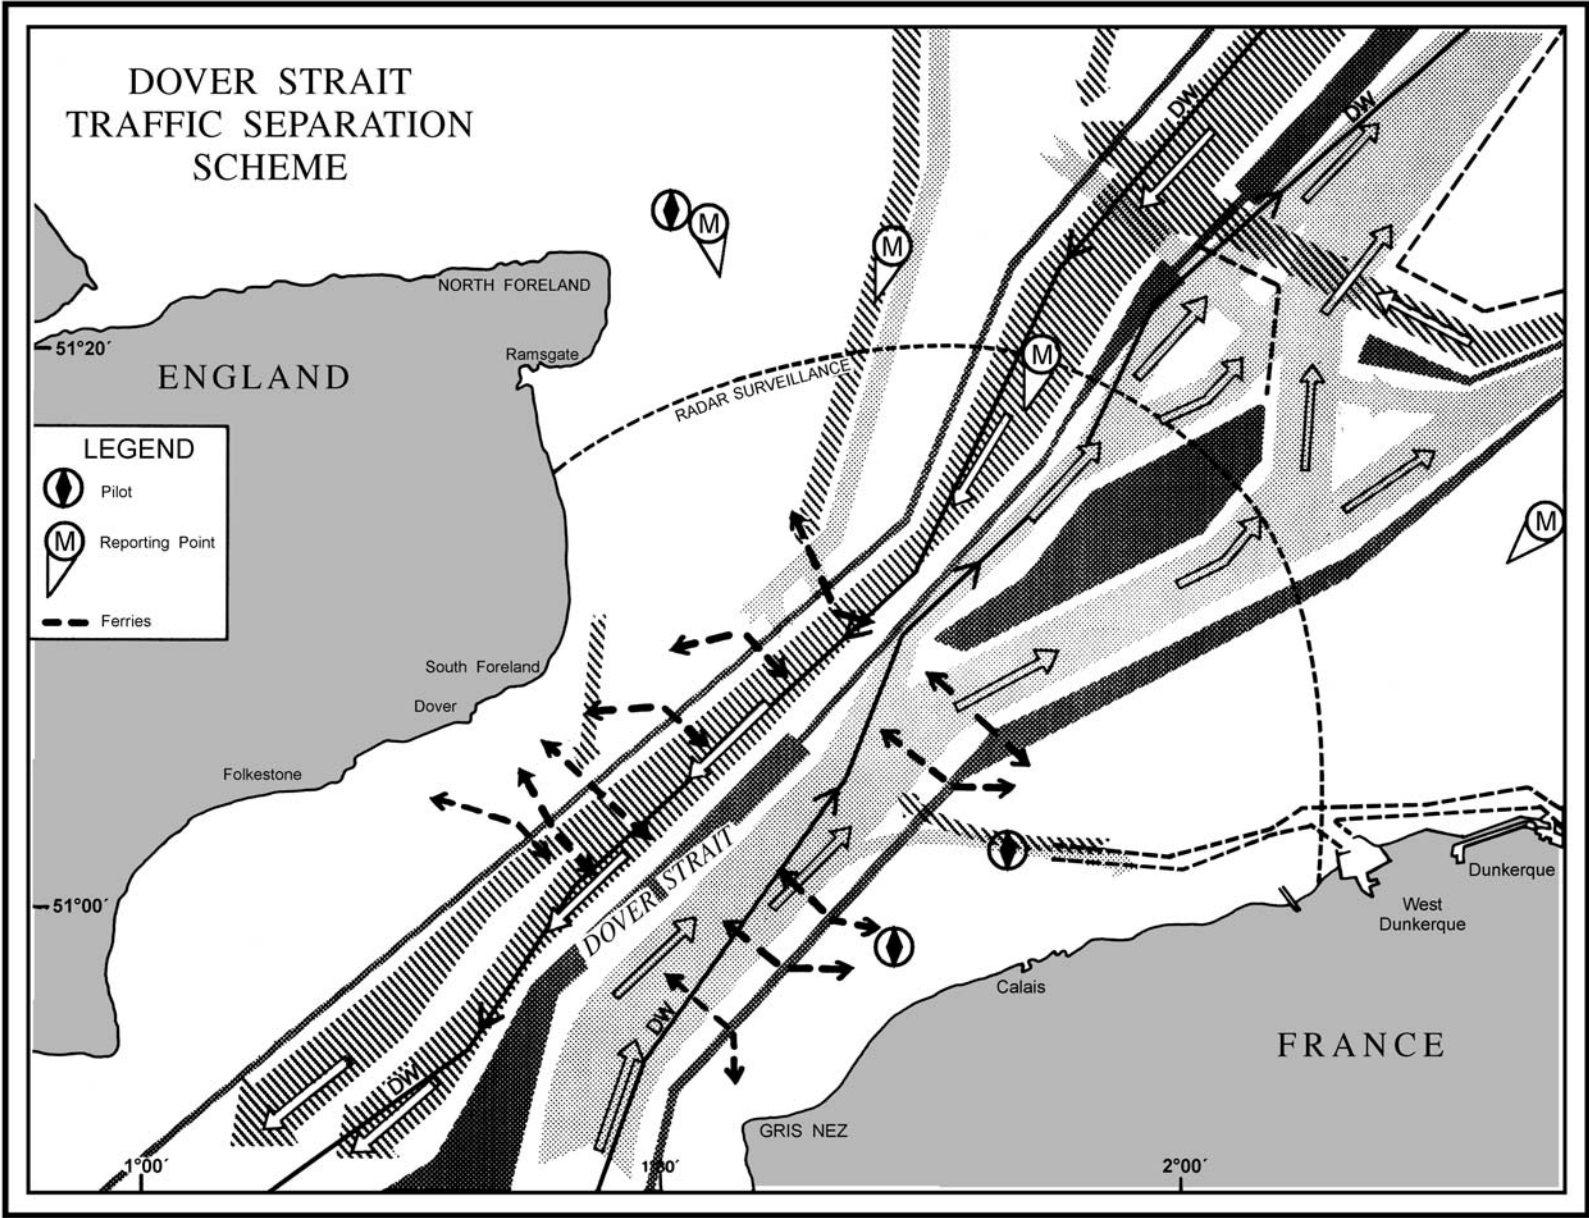 DOVER STRAIT
TRAFFIC SEPARATION
SCHEME
DW
DW
M
M
NORTH FORELAND
51°20´
Ramsgate
M
ENGLAND
RADAR SURVEILLANCE
LEGEND
Pilot
M
Reporting Point
M
Ferries
South Foreland
Dover
Folkestone
DOVER STRAIT
Dunkerque
51°00´
West
Dunkerque
Calais
DW
FRANCE
DW
GRIS NEZ
1°00´
2°00´